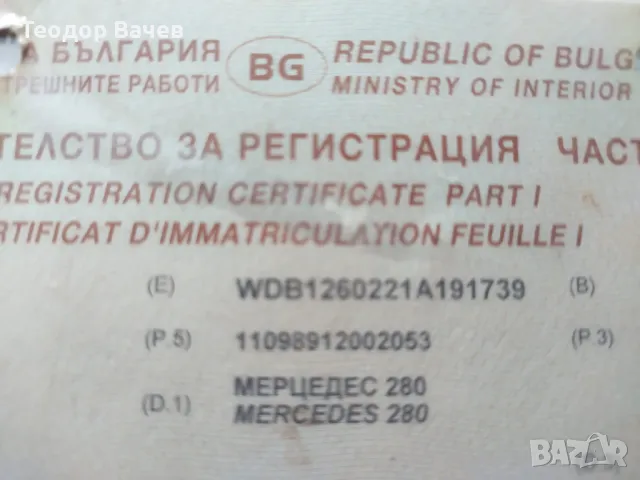 Теодор Вачев
А БЪЛГАРИЯ BG REPUBLIC OF BULG
ТРЕШНИТЕ РАБОТИ MINISTRY OF INTERIOR
ТЕЛСТВО ЗА РЕГИСТРАЦИЯ ЧАСТ
REGISTRATION CERTIFICATE PART I
RTIFICAT D'IMMATRICULATION FEUILLE I
(E) WDB1260221A191739 (B)
(P.5) 11098912002053 (P.3)
(D.1) МЕРЦЕДЕС 280
MERCEDES 280
BAZAR